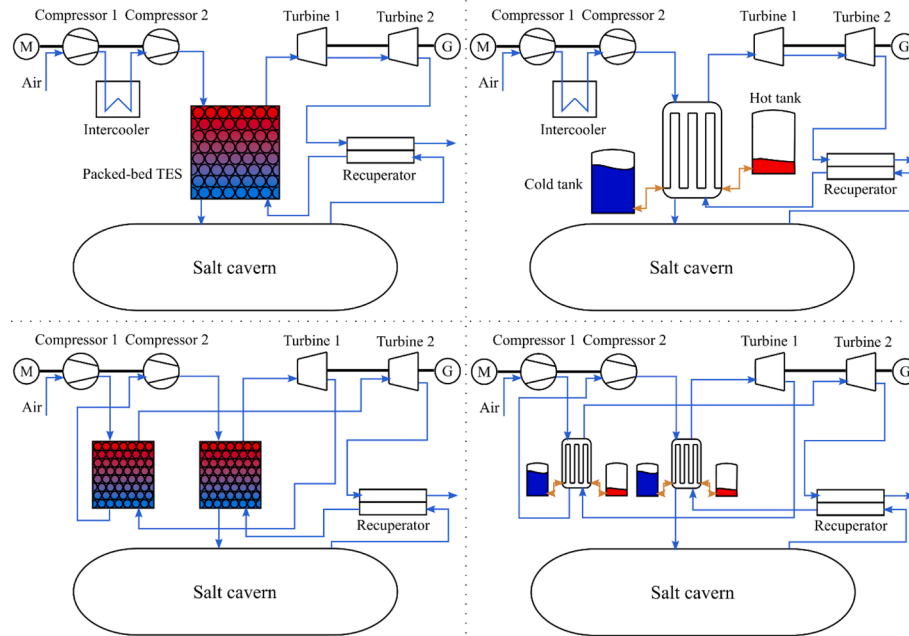 Compressor 1 Compressor 2
Turbine 1 Turbine 2
M
G
Air
Intercooler
Packed-bed TES
Recuperator
Salt cavern
Compressor 1 Compressor 2
Turbine 1 Turbine 2
M
G
Air
Intercooler
Hot tank
Cold tank
Recuperator
Salt cavern
Compressor 1 Compressor 2
Turbine 1 Turbine 2
M
G
Air
Recuperator
Salt cavern
Compressor 1 Compressor 2
Turbine 1 Turbine 2
M
G
Air
Recuperator
Salt cavern